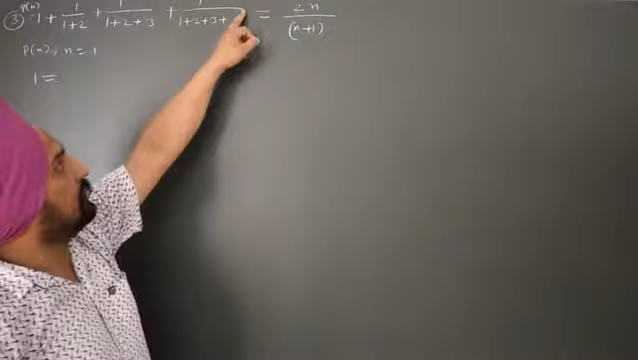 ③ P(n) = 1 + 1/(1+2) + 1/(1+2+3) + 1/(1+2+3+ = 2n/(n+1)
P(n), n = 1
1 =